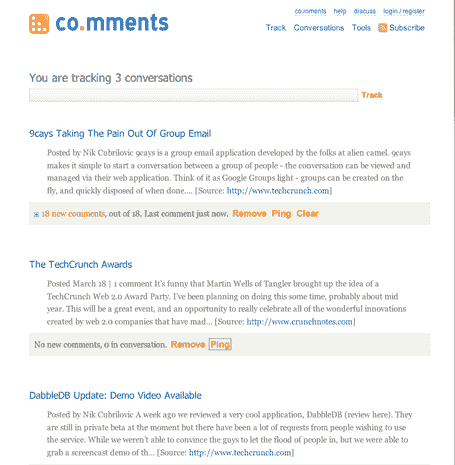 co.mments help discuss login / register
co.mments
Track Conversations Tools Subscribe
You are tracking 3 conversations
Track
9cays Taking The Pain Out Of Group Email
Posted by Nik Cubrilovic 9cays is a group email application developed by the folks at alien camel. 9cays
makes it simple to start a conversation between a group of people - the conversation can be viewed and
managed via their web application. Think of it as Google Groups light - groups can be created on the
fly, and quickly disposed of when done.... [Source: http://www.techcrunch.com]
18 new comments, out of 18. Last comment just now. Remove Ping Clear
The TechCrunch Awards
Posted March 18 | 1 comment It's funny that Martin Wells of Tangler brought up the idea of a
TechCrunch Web 2.0 Award Party. I've been planning on doing this some time, probably about mid
year. This will be a great event, and an opportunity to really celebrate all of the wonderful innovations
created by web 2.0 companies that have mad... [Source: http://www.crunchnotes.com]
No new comments, 0 in conversation. Remove Ping
DabbleDB Update: Demo Video Available
Posted by Nik Cubrilovic A week ago we reviewed a very cool application, DabbleDB (review here). They
are still in private beta at the moment but there have been a lot of requests from people wishing to use
the service. While we weren't able to convince the guys to let the flood of people in, but we were able to
grab a screencast demo of th... [Source: http://www.techcrunch.com]